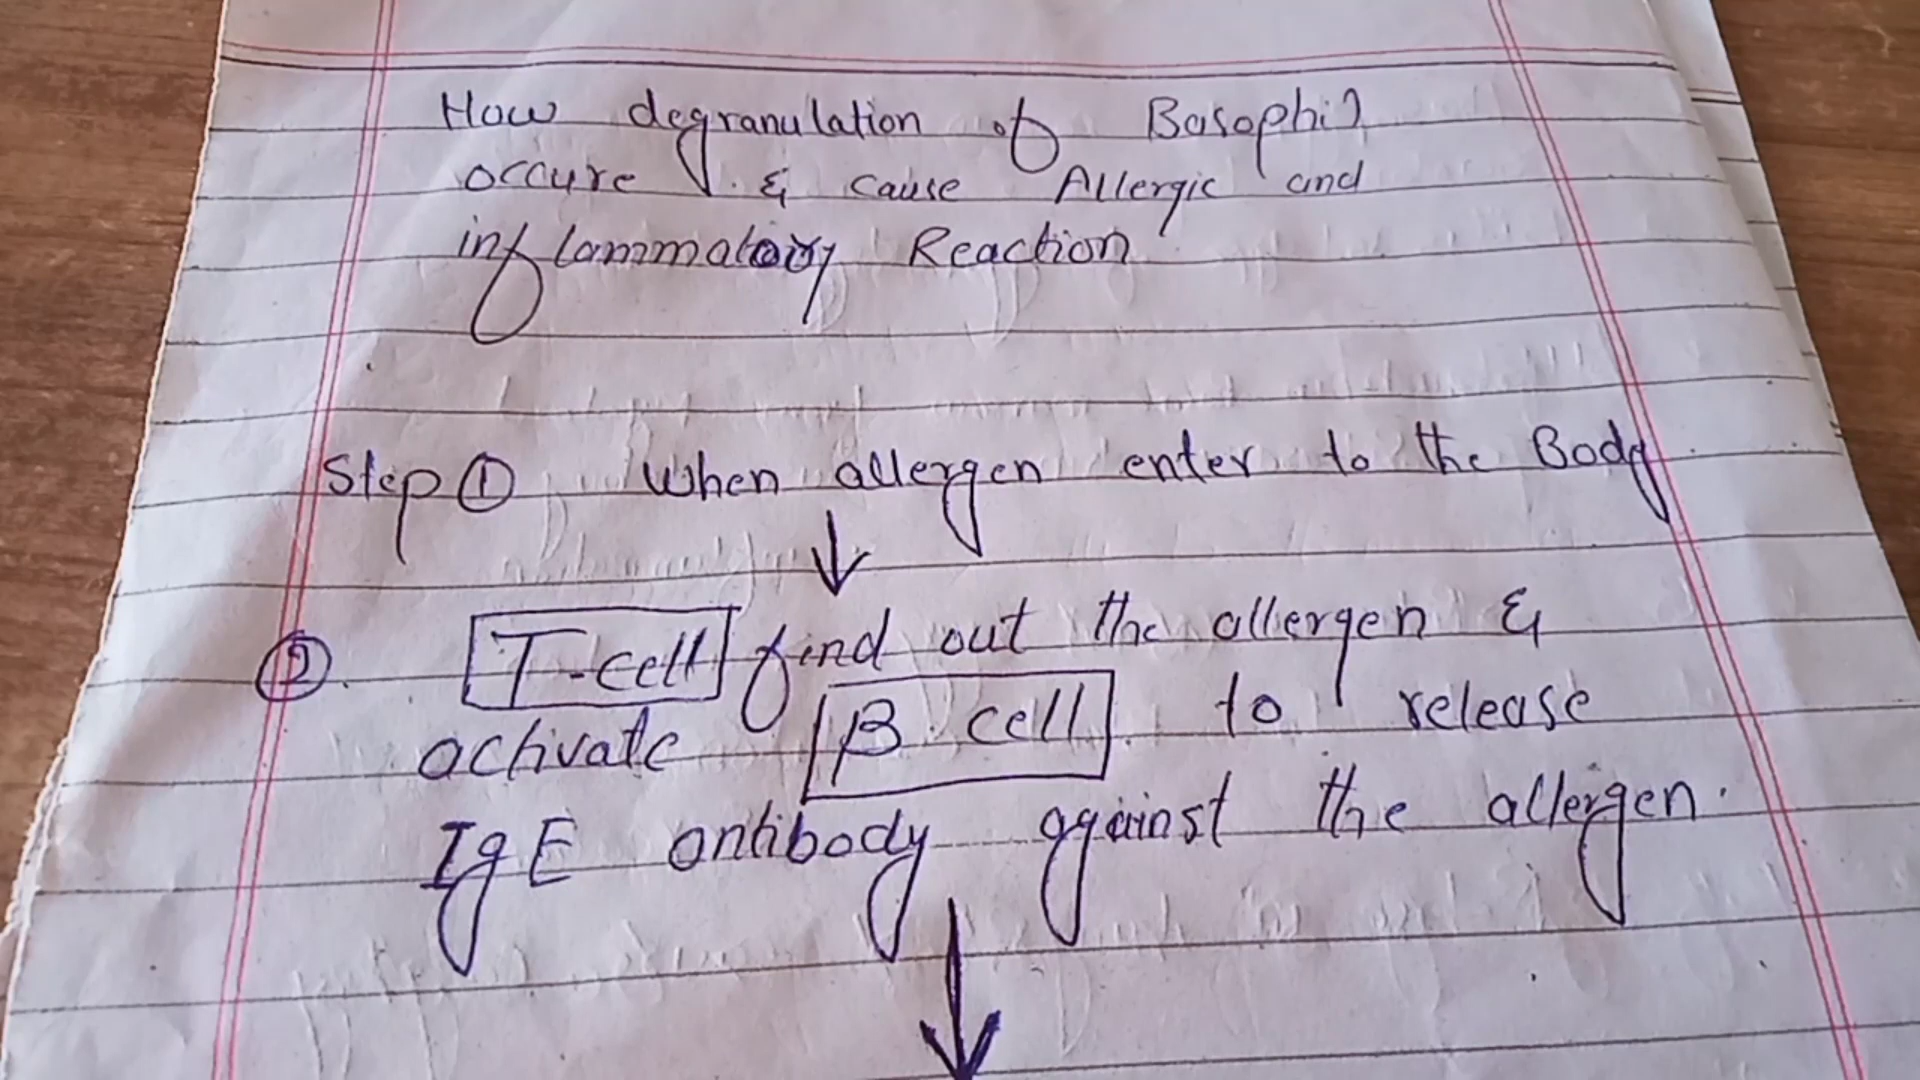 How degranulation of Basophil
occure & cause Allergic and
inflammatory Reaction
Step ① When allergen enter to the Body
↓
② T-cell find out the allergen &
activate β cell to release
IgE antibody against the allergen.
↓